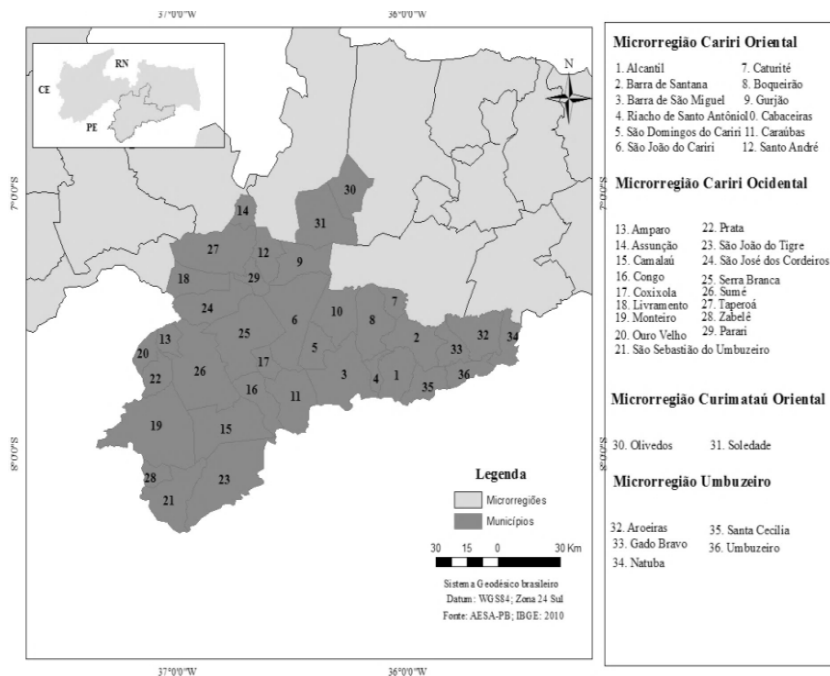 37°0'0"W
36°0'0"W
RN
CE
PE
N
7°0'0"S
7°0'0"S
30
14
31
27
12
9
18
29
24
10
7
6
8
25
2
32
34
13
33
5
20
17
26
3
4
1
36
22
16
35
11
19
15
28
23
21
8°0'0"S
8°0'0"S
Legenda
Microrregiões
Municípios
30 15 0 30 Km
Sistema Geodésico brasileiro
Datum: WGS84; Zona 24 Sul
Fonte: AESA-PB; IBGE: 2010
37°0'0"W
36°0'0"W
Microrregião Cariri Oriental
1. Alcantil 7. Caturité
2. Barra de Santana 8. Boqueirão
3. Barra de São Miguel 9. Gurjão
4. Riacho de Santo Antônio 10. Cabaceiras
5. São Domingos do Cariri 11. Caraúbas
6. São João do Cariri 12. Santo André
Microrregião Cariri Ocidental
13. Amparo 22. Prata
14. Assunção 23. São João do Tigre
15. Camalaú 24. São José dos Cordeiros
16. Congo 25. Serra Branca
17. Coxixola 26. Sumé
18. Livramento 27. Taperoá
19. Monteiro 28. Zabelê
20. Ouro Velho 29. Parari
21. São Sebastião do Umbuzeiro
Microrregião Curimataú Oriental
30. Olivedos 31. Soledade
Microrregião Umbuzeiro
32. Aroeiras 35. Santa Cecilia
33. Gado Bravo 36. Umbuzeiro
34. Natuba